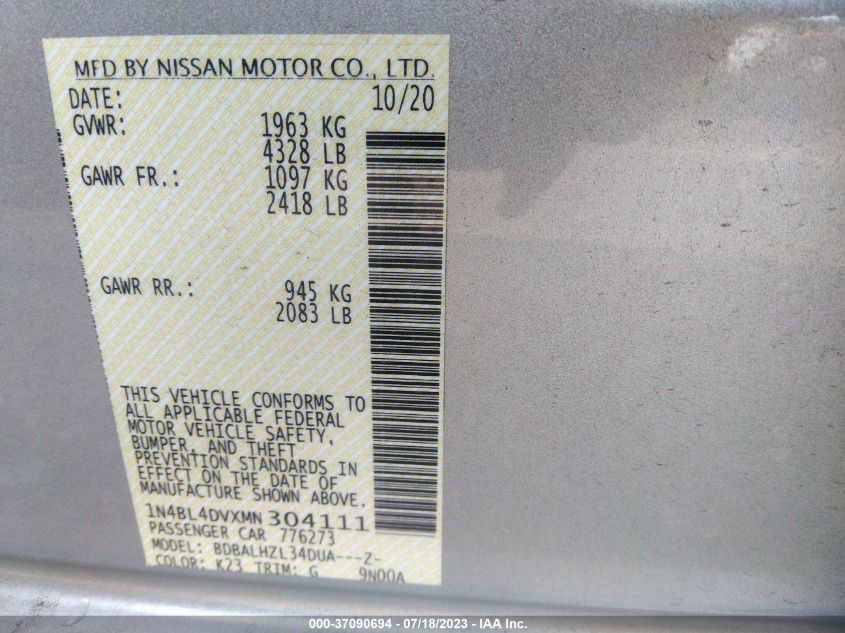 MFD BY NISSAN MOTOR CO., LTD.
DATE: 10/20
GVWR: 1963 KG
4328 LB
GAWR FR.: 1097 KG
2418 LB
GAWR RR.: 945 KG
2083 LB
THIS VEHICLE CONFORMS TO
ALL APPLICABLE FEDERAL
MOTOR VEHICLE SAFETY,
BUMPER, AND THEFT
PREVENTION STANDARDS IN
EFFECT ON THE DATE OF
MANUFACTURE SHOWN ABOVE.
1N4BL4DVXMN 304111
PASSENGER CAR 776273
MODEL: BDBALHZL34DUA---Z-
COLOR: K23 TRIM: G 9N00A
000-37090694 - 07/18/2023 - IAA Inc.